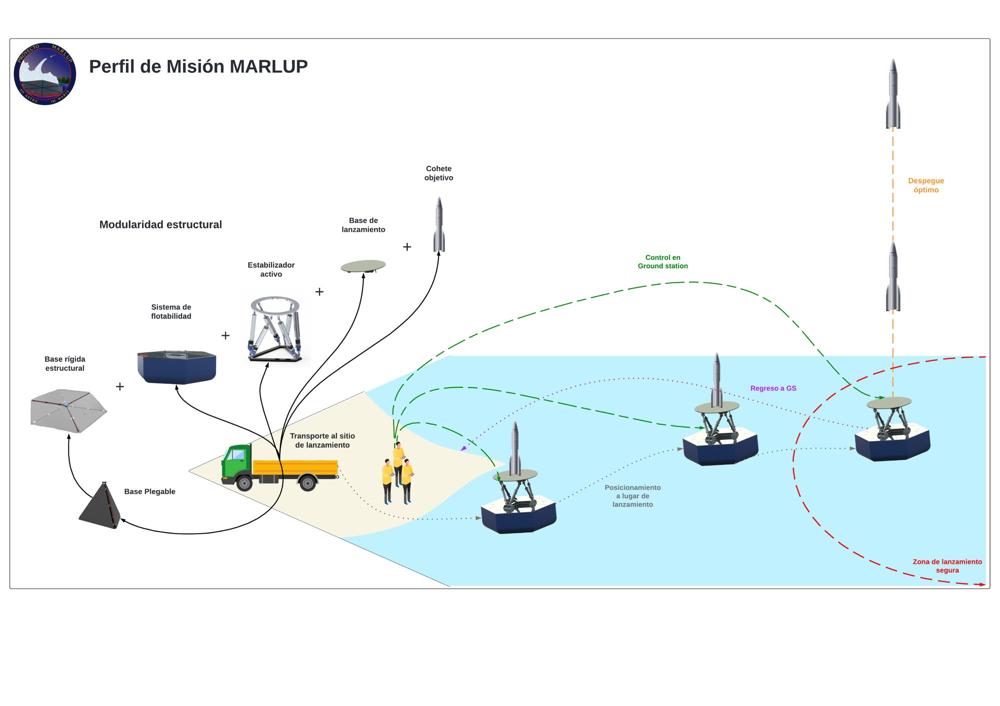 PROYECTO MARLUP
AD ASTRA IM MARIS
Perfil de Misión MARLUP
Cohete
objetivo
Despegue
óptimo
Modularidad estructural
Base de
lanzamiento
+
Estabilizador
activo
+
Control en
Ground station
Sistema de
flotabilidad
+
Base rígida
estructural
+
Regreso a GS
Transporte al sitio
de lanzamiento
Base Plegable
Posicionamiento
a lugar de
lanzamiento
Zona de lanzamiento
segura